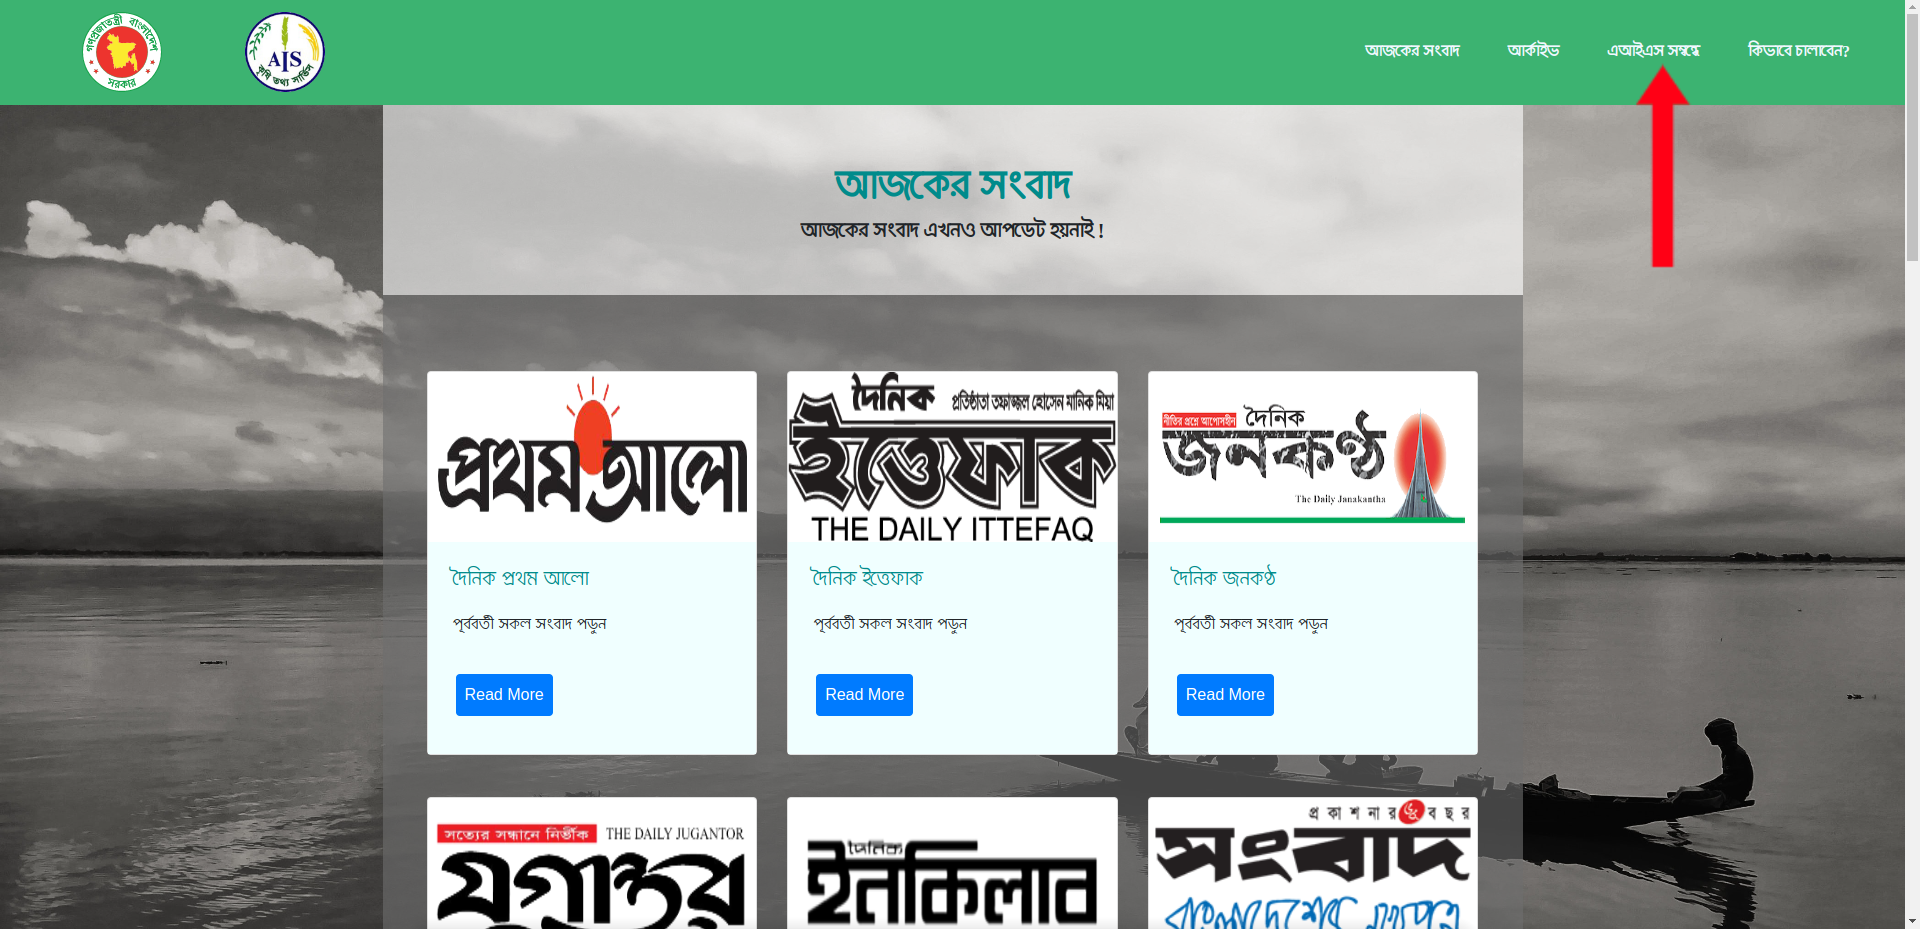 গণপ্রজাতন্ত্রী বাংলাদেশ
সরকার
AIS
কৃষি তথ্য সার্ভিস
আজকের সংবাদ
আর্কাইভ
এআইএস সম্বন্ধে
কিভাবে চালাবেন?
আজকের সংবাদ
আজকের সংবাদ এখনও আপডেট হয়নাই !
প্রথম আলো
দৈনিক প্রথম আলো
পূর্ববর্তী সকল সংবাদ পড়ুন
Read More
দৈনিক
প্রতিষ্ঠাতা তফাজ্জল হোসেন মানিক মিয়া
ইত্তেফাক
THE DAILY ITTEFAQ
দৈনিক ইত্তেফাক
পূর্ববর্তী সকল সংবাদ পড়ুন
Read More
নীতির প্রশ্নে আপোসহীন
দৈনিক
জনকণ্ঠ
The Daily Janakantha
দৈনিক জনকণ্ঠ
পূর্ববর্তী সকল সংবাদ পড়ুন
Read More
সত্যের সন্ধানে নির্ভীক
THE DAILY JUGANTOR
যুগান্তর
দৈনিক
ইনকিলাব
প্রকাশনার
বছর
সংবাদ
বাংলাদেশের